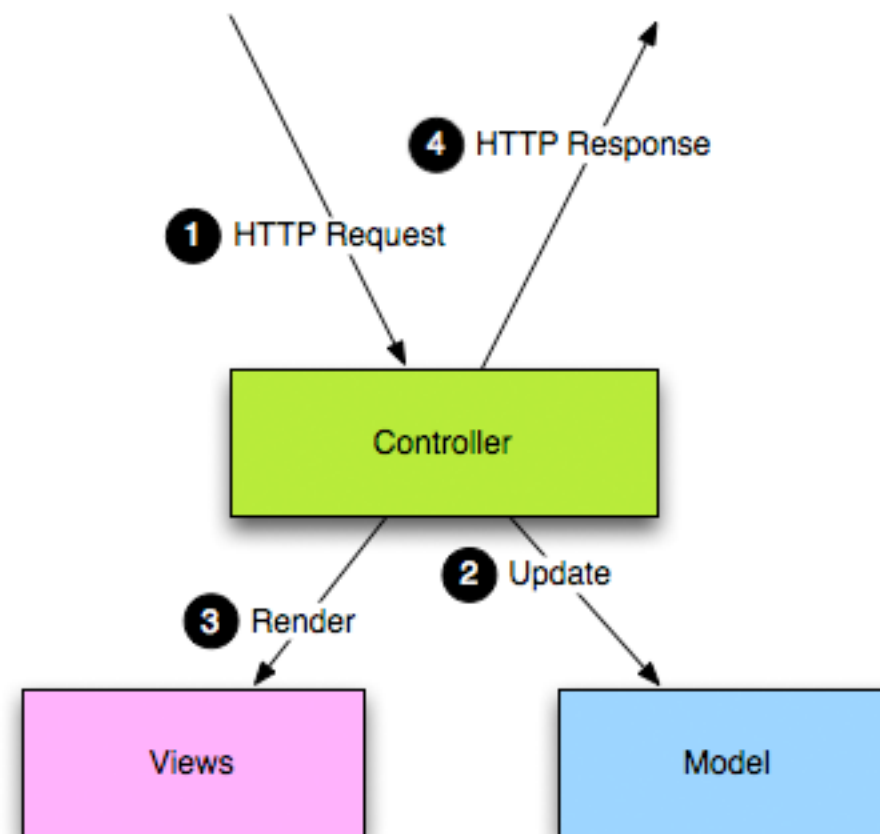 4 HTTP Response
1 HTTP Request
Controller
2 Update
3 Render
Views
Model